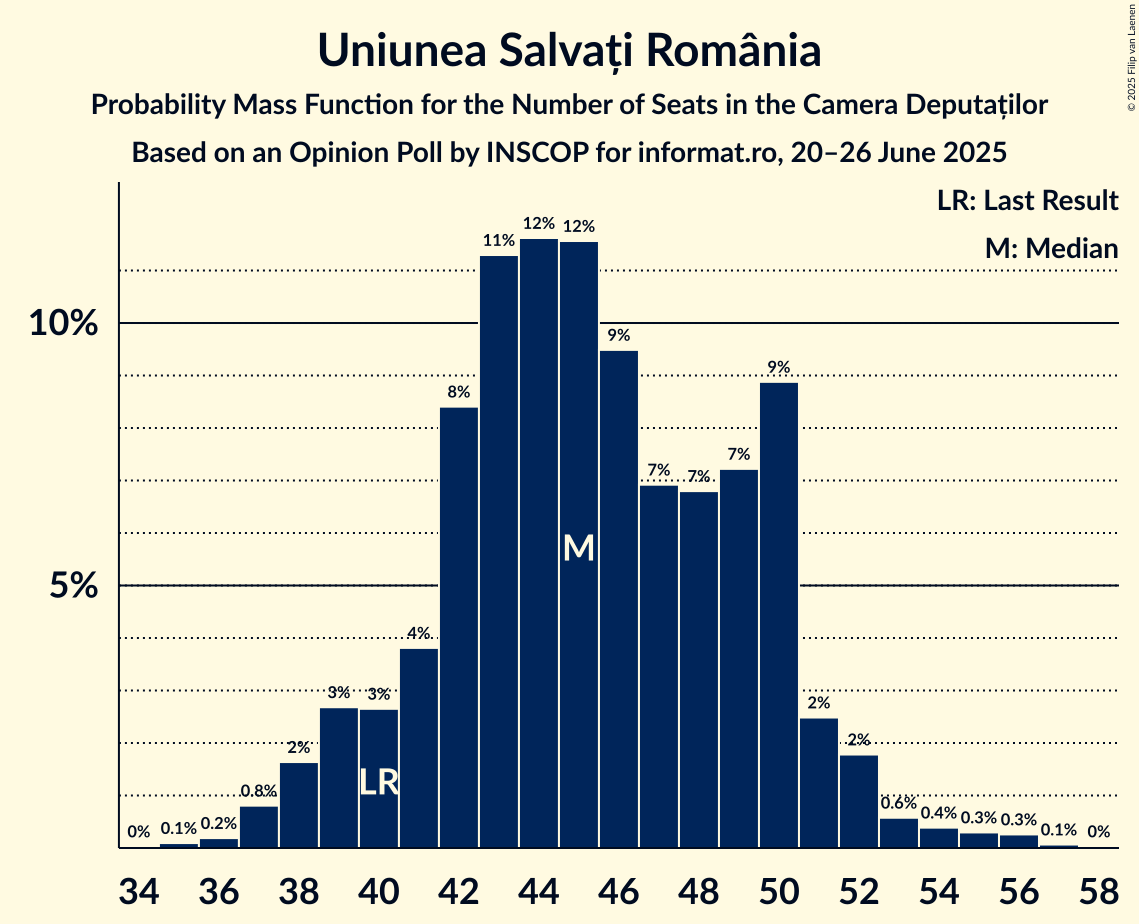 Uniunea Salvați România
Probability Mass Function for the Number of Seats in the Camera Deputaților
Based on an Opinion Poll by INSCOP for informat.ro, 20–26 June 2025
© 2025 Filip van Laenen
LR: Last Result
M: Median
10%
5%
0% 0.1% 0.2% 0.8% 2% 3% 3% 4% 8% 11% 12% 12% 9% 7% 7% 7% 9% 2% 2% 0.6% 0.4% 0.3% 0.3% 0.1% 0%
M
LR
34 36 38 40 42 44 46 48 50 52 54 56 58